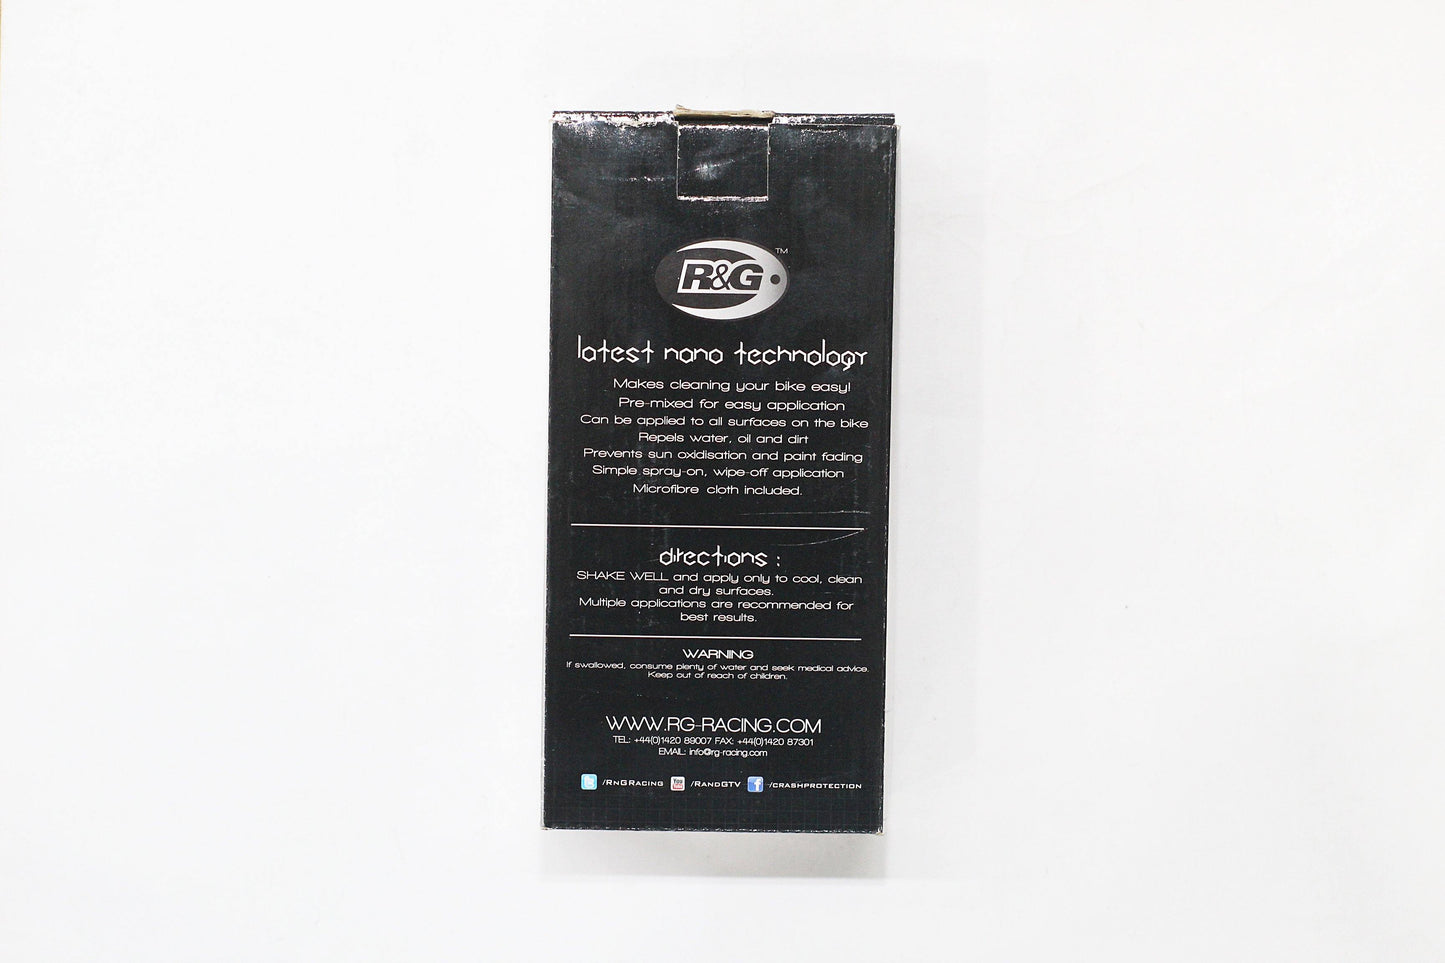 R&G TM
latest nano technology
Makes cleaning your bike easy!
Pre-mixed for easy application
Can be applied to all surfaces on the bike
Repels water, oil and dirt
Prevents sun oxidisation and paint fading
Simple spray-on, wipe-off application
Microfibre cloth included.
directions :
SHAKE WELL and apply only to cool, clean
and dry surfaces.
Multiple applications are recommended for
best results.
WARNING
If swallowed, consume plenty of water and seek medical advice.
Keep out of reach of children.
WWW.RG-RACING.COM
TEL: +44(0)1420 89007 FAX: +44(0)1420 87301
EMAIL: info@rg-racing.com
/RnGRacing You Tube /RandGTV f /crashprotection